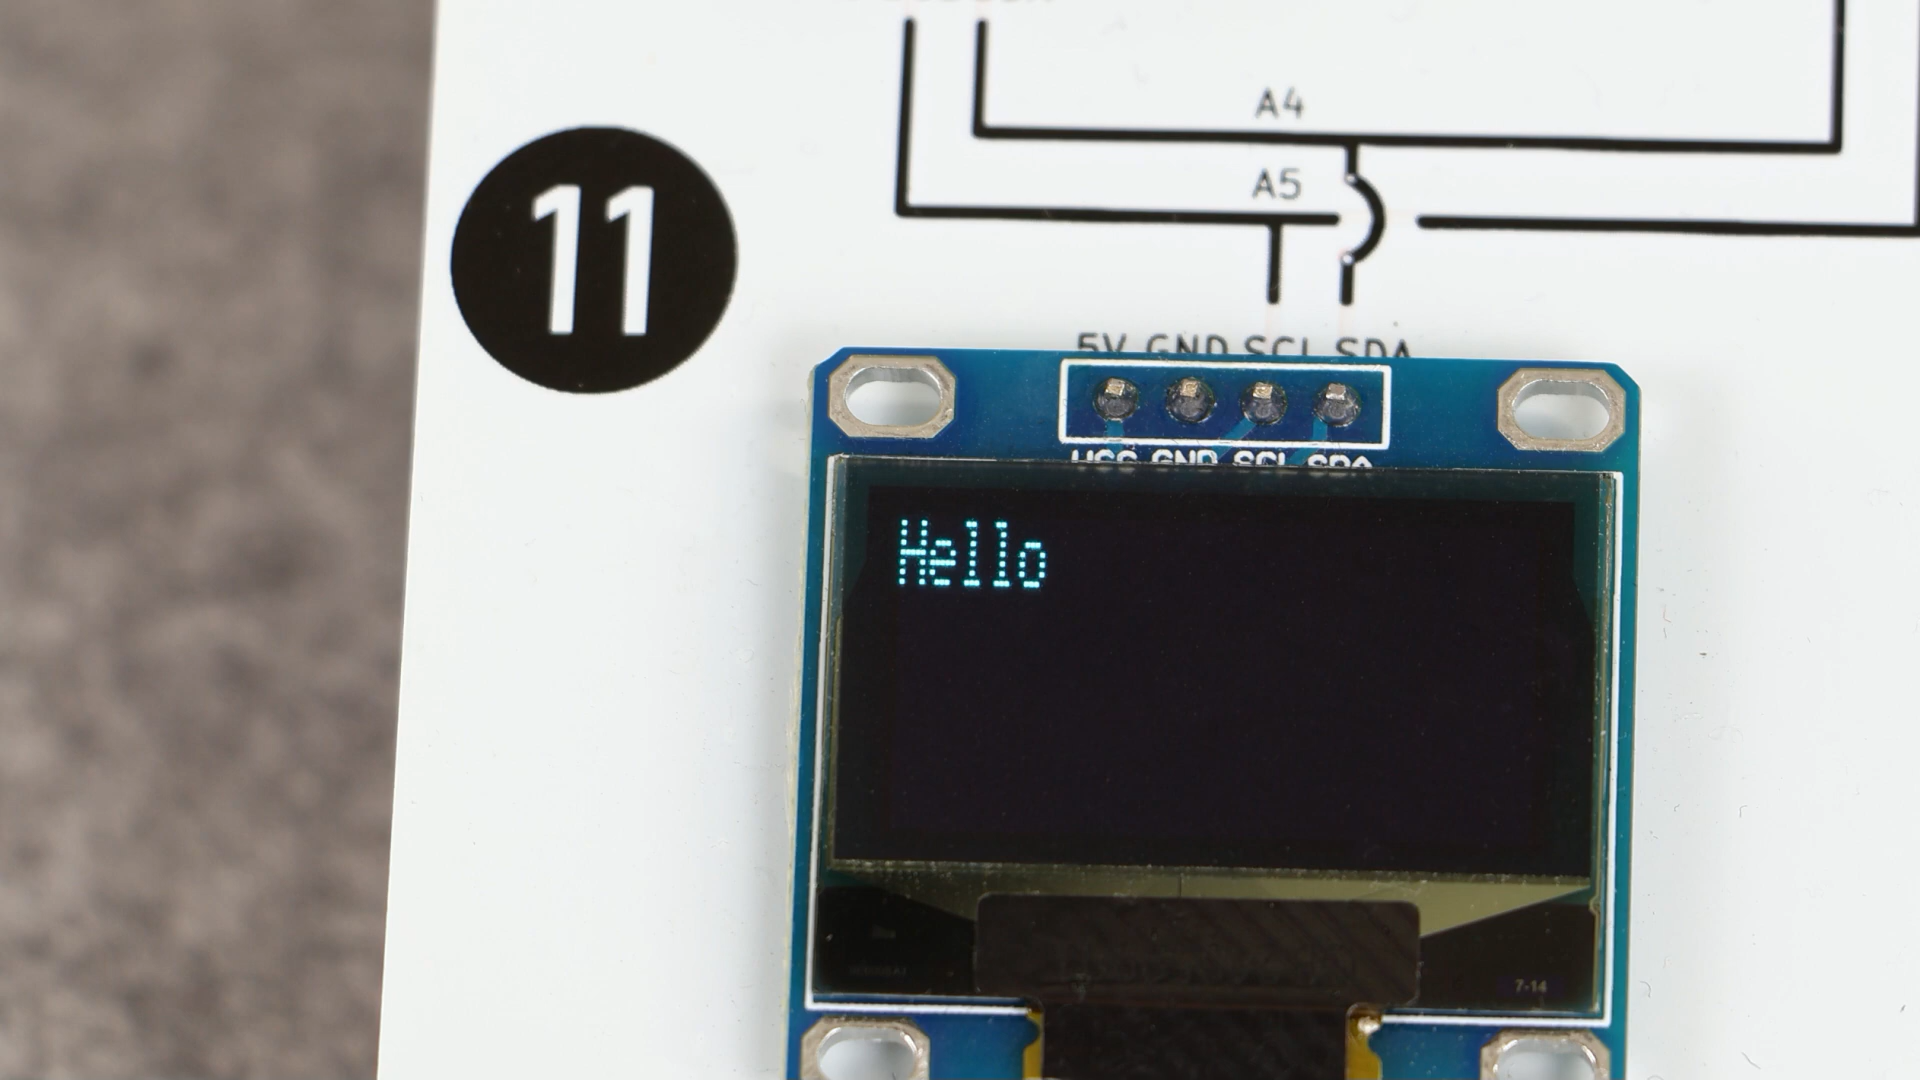 A4
11
A5
5V GND SCL SDA
VCC GND SCL SDA
Hello
7-14